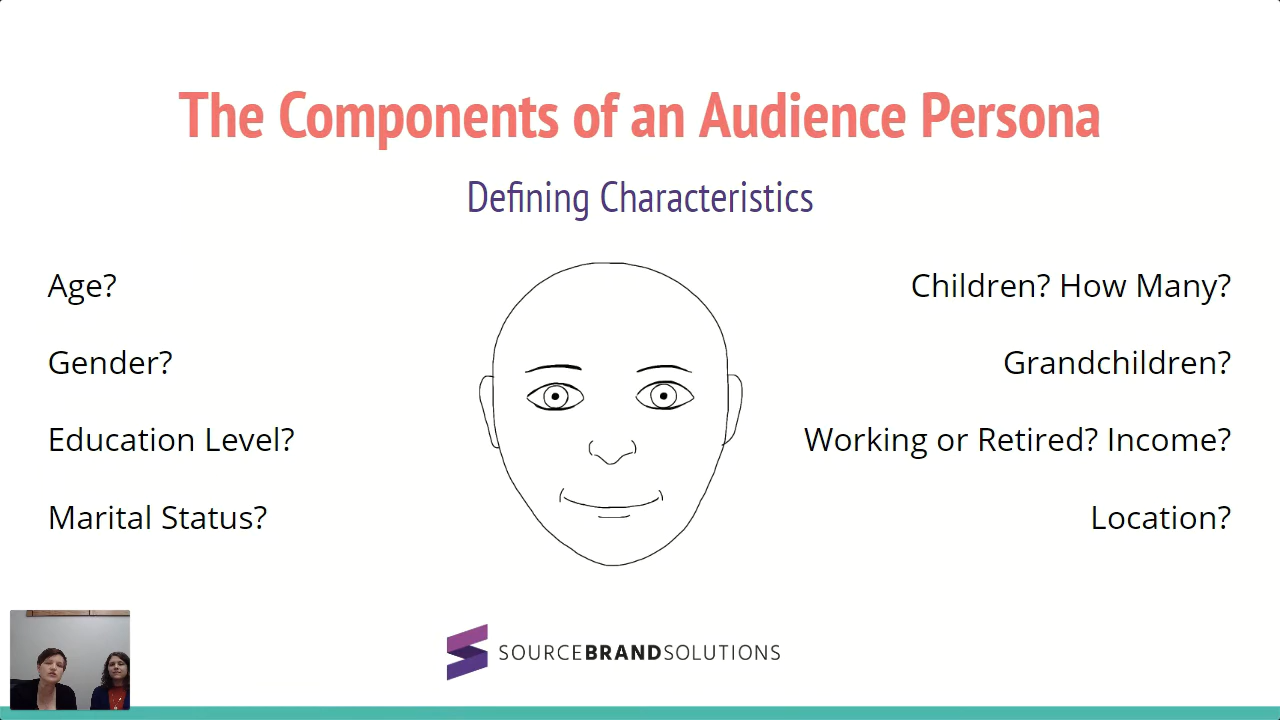 The Components of an Audience Persona
Defining Characteristics
Age?
Gender?
Education Level?
Marital Status?
Children? How Many?
Grandchildren?
Working or Retired? Income?
Location?
SOURCEBRANDSOLUTIONS